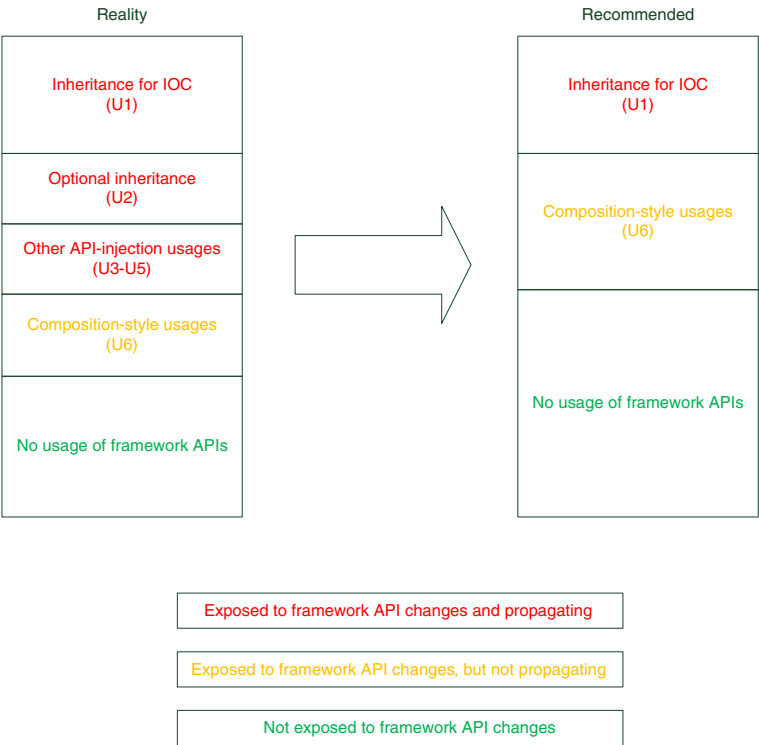 Reality
Inheritance for IOC
(U1)
Optional inheritance
(U2)
Other API-injection usages
(U3-U5)
Composition-style usages
(U6)
No usage of framework APIs
Recommended
Inheritance for IOC
(U1)
Composition-style usages
(U6)
No usage of framework APIs
Exposed to framework API changes and propagating
Exposed to framework API changes, but not propagating
Not exposed to framework API changes